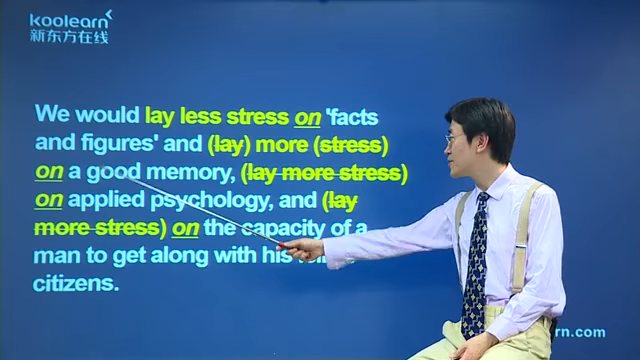 koolearn
新东方在线
We would lay less stress on 'facts
and figures' and (lay) more (stress)
on a good memory, (lay more stress)
on applied psychology, and (lay
more stress) on the capacity of a
man to get along with his
citizens.
rn.com